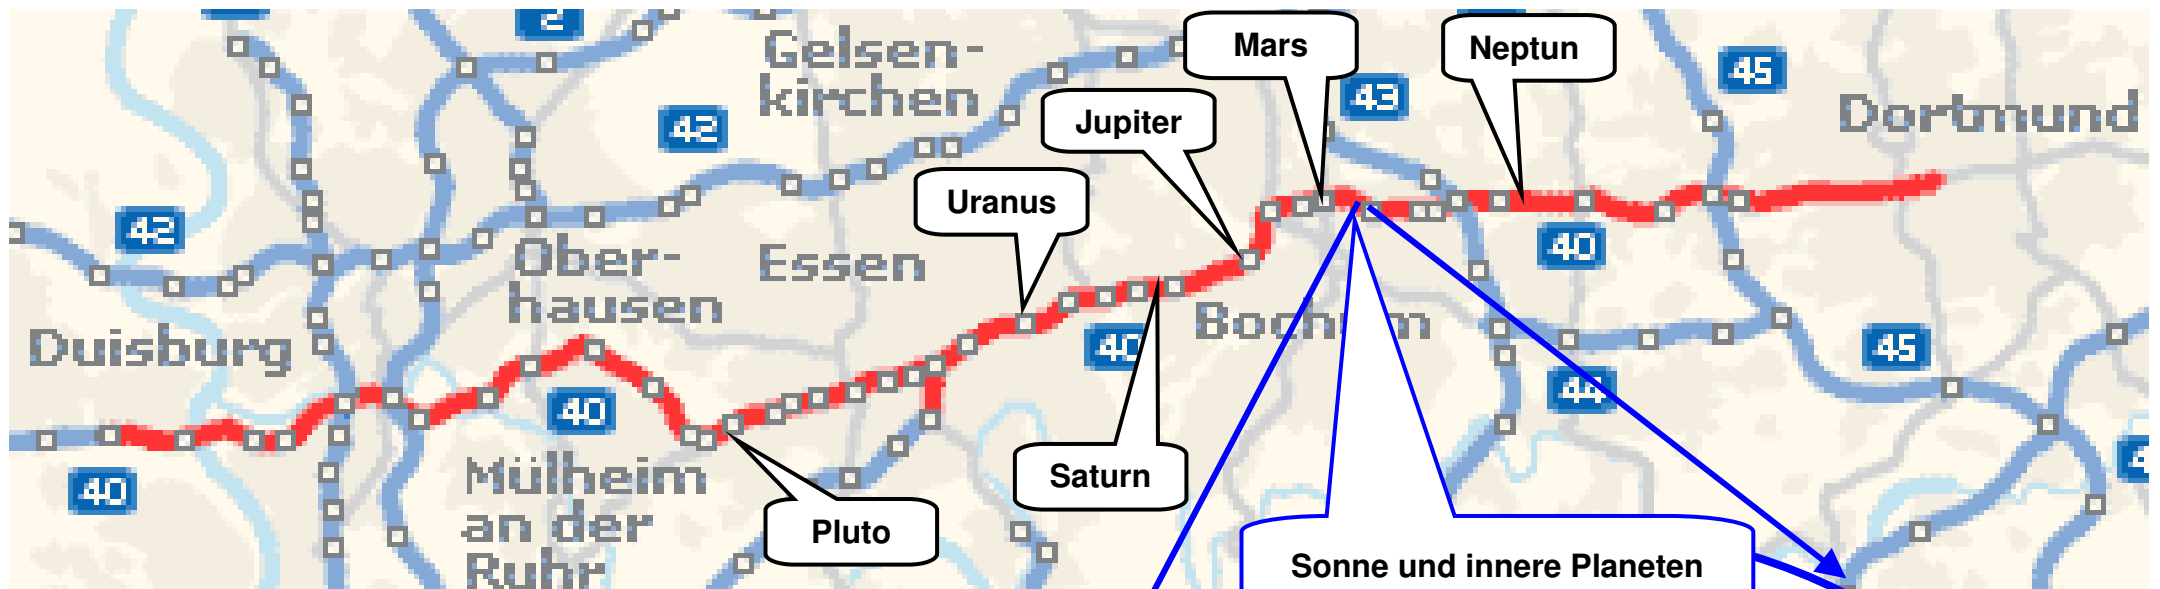 2
Gelsen-
kirchen
Mars
Neptun
43
45
Dortmund
42
Jupiter
Uranus
42
Ober-
hausen
Essen
40
Duisburg
40
Bochum
45
40
44
Saturn
40
Mülheim
an der
Ruhr
Pluto
Sonne und innere Planeten